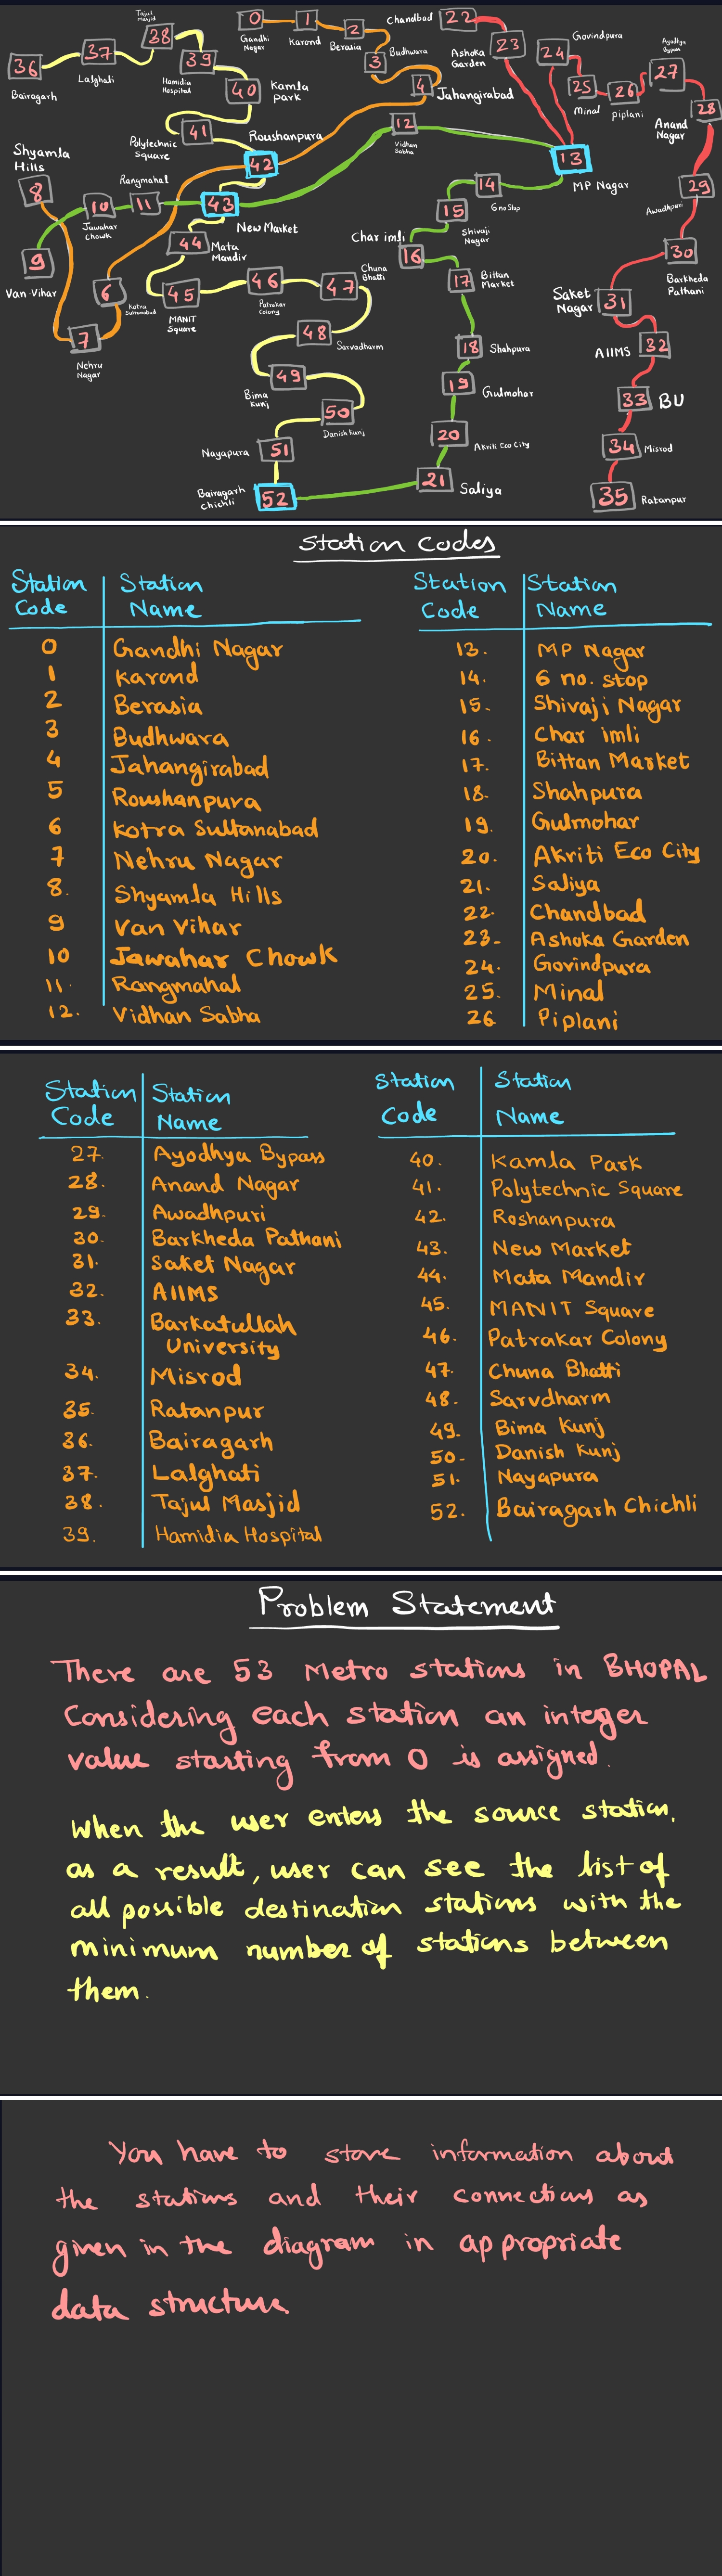 36
Bairagarh
37
Lalghati
Tajul
Masjid
38
39
Hamidia
Hospital
40
Kamla
Park
41
Polytechnic
Square
0
Gandhi
Nagar
1
Karond
2
Berasia
3
Budhwara
4
Jahangirabad
Chandbad
22
23
Ashoka
Garden
24
Govindpura
25
Minal
26
Piplani
27
Ayodhya
Bypass
28
Anand
Nagar
29
Awadhpuri
30
Barkheda
Pathani
Saket
Nagar
31
AIIMS
32
33
BU
34
Misrod
35
Ratanpur
Roushanpura
42
12
Vidhan
Sabha
13
MP Nagar
Shyamla
Hills
8
9
Van Vihar
10
Jawahar
Chowk
Rangmahal
11
43
New Market
44
Mata
Mandir
6
Kotra
Sultanabad
7
Nehru
Nagar
45
MANIT
Square
46
Patrakar
Colony
47
Chuna
Bhatti
48
Sarvadharm
49
Bima
Kunj
50
Danish Kunj
Nayapura
51
Bairagarh
chichli
52
14
6 no Stop
15
Shivaji
Nagar
Char imli
16
17
Bittan
Market
18
Shahpura
19
Gulmohar
20
Akriti Eco City
21
Saliya
Station Codes
Station Code | Station Name
0 Gandhi Nagar
1 Karond
2 Berasia
3 Budhwara
4 Jahangirabad
5 Roushanpura
6 Kotra Sultanabad
7 Nehru Nagar
8. Shyamla Hills
9 Van Vihar
10 Jawahar Chowk
11. Rangmahal
12. Vidhan Sabha
Station Code | Station Name
13. MP Nagar
14. 6 no. stop
15. Shivaji Nagar
16. Char imli
17. Bittan Market
18. Shahpura
19. Gulmohar
20. Akriti Eco City
21. Saliya
22. Chandbad
23- Ashoka Garden
24. Govindpura
25. Minal
26 Piplani
Station Code | Station Name
27. Ayodhya Bypass
28. Anand Nagar
29. Awadhpuri
30. Barkheda Pathani
31. Saket Nagar
32. AIIMS
33. Barkatullah
University
34. Misrod
35. Ratanpur
36. Bairagarh
37. Lalghati
38. Tajul Masjid
39. Hamidia Hospital
Station Code | Station Name
40. Kamla Park
41. Polytechnic Square
42. Roshanpura
43. New Market
44. Mata Mandir
45. MANIT Square
46. Patrakar Colony
47. Chuna Bhatti
48. Sarvdharm
49. Bima Kunj
50- Danish Kunj
51. Nayapura
52. Bairagarh Chichli
Problem Statement
There are 53 Metro stations in BHOPAL
Considering each station an integer
value starting from 0 is assigned.
When the user enters the source station,
as a result, user can see the list of
all possible destination stations with the
minimum number of stations between
them.
You have to store information about
the stations and their connections as
given in the diagram in appropriate
data structure.